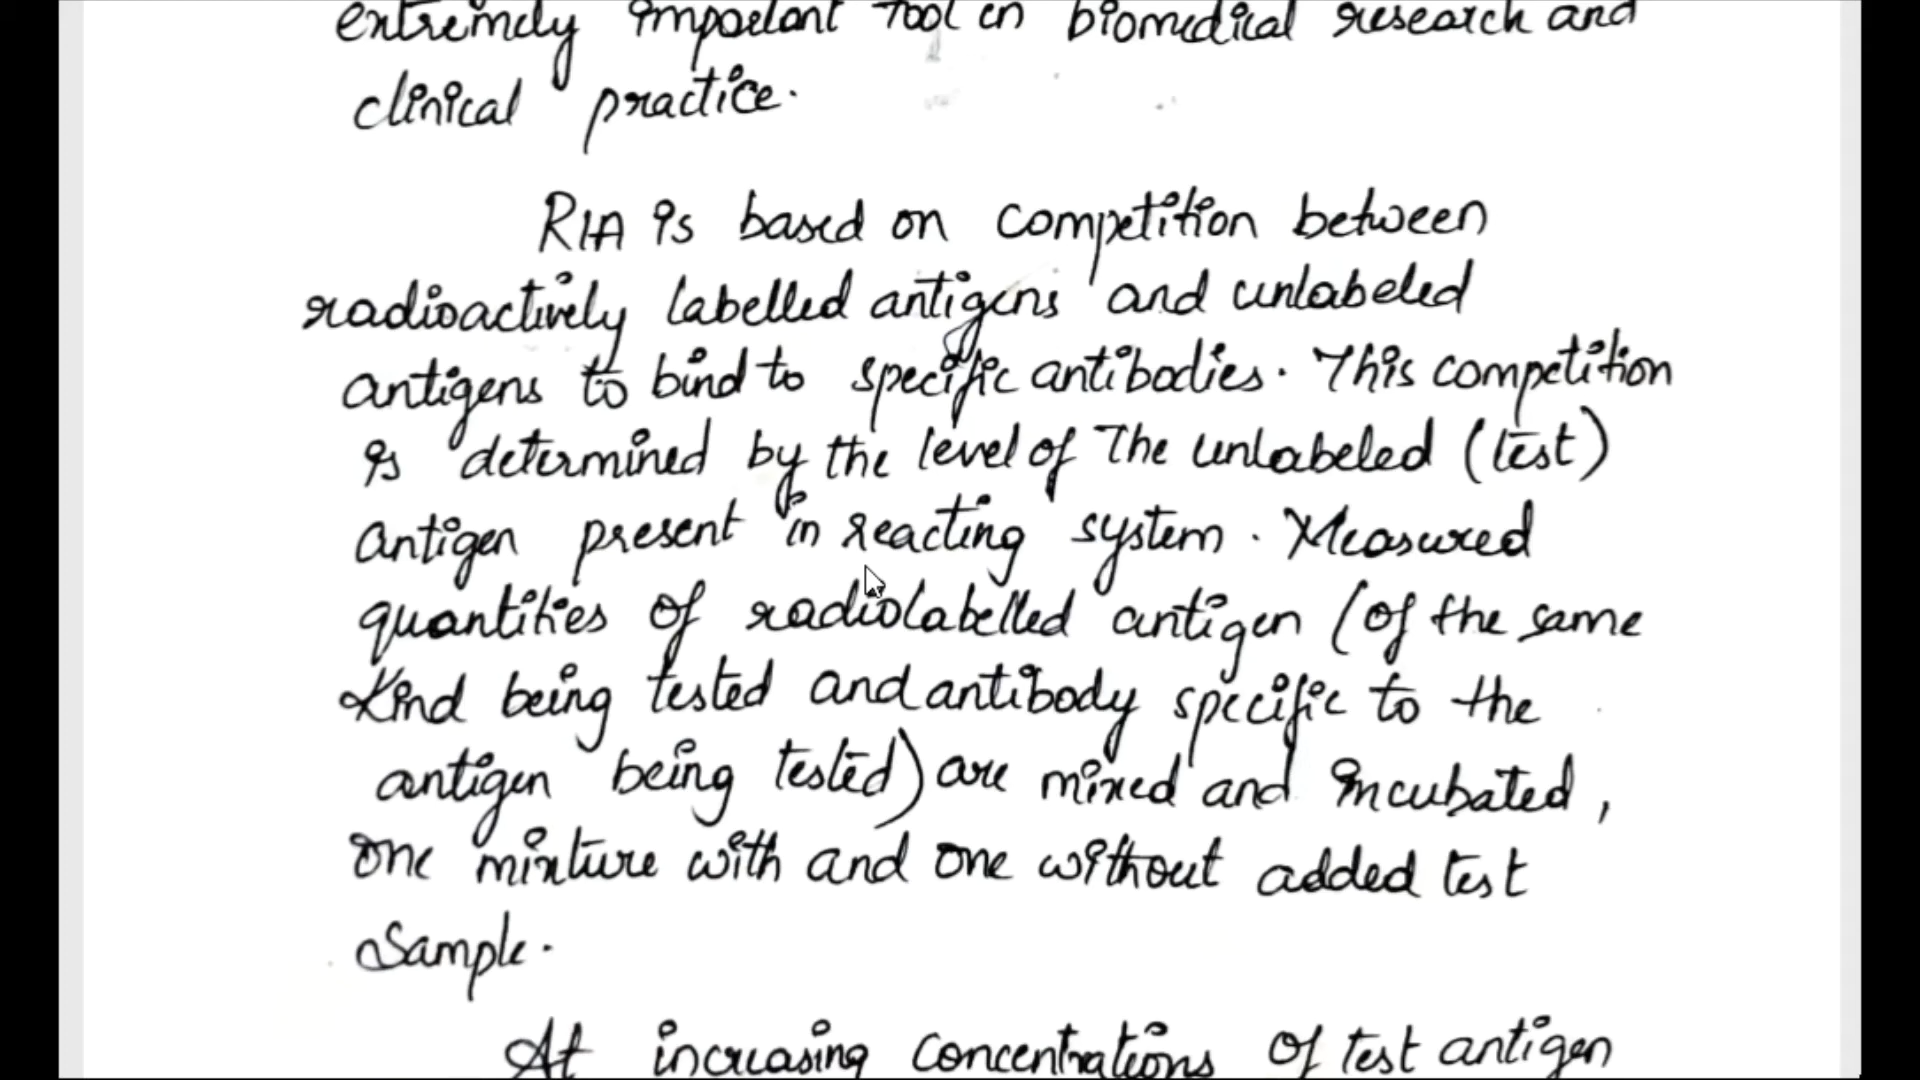 extremely important tool in biomedical research and
clinical practice.
RIA is based on competition between
radioactively labelled antigens and unlabeled
antigens to bind to specific antibodies. This competition
is determined by the level of The unlabeled (test)
antigen present in reacting system. Measured
quantities of radiolabelled antigen (of the same
Kind being tested and antibody specific to the
antigen being tested) are mixed and incubated,
one mixture with and one without added test
Sample.
At increasing concentrations of test antigen